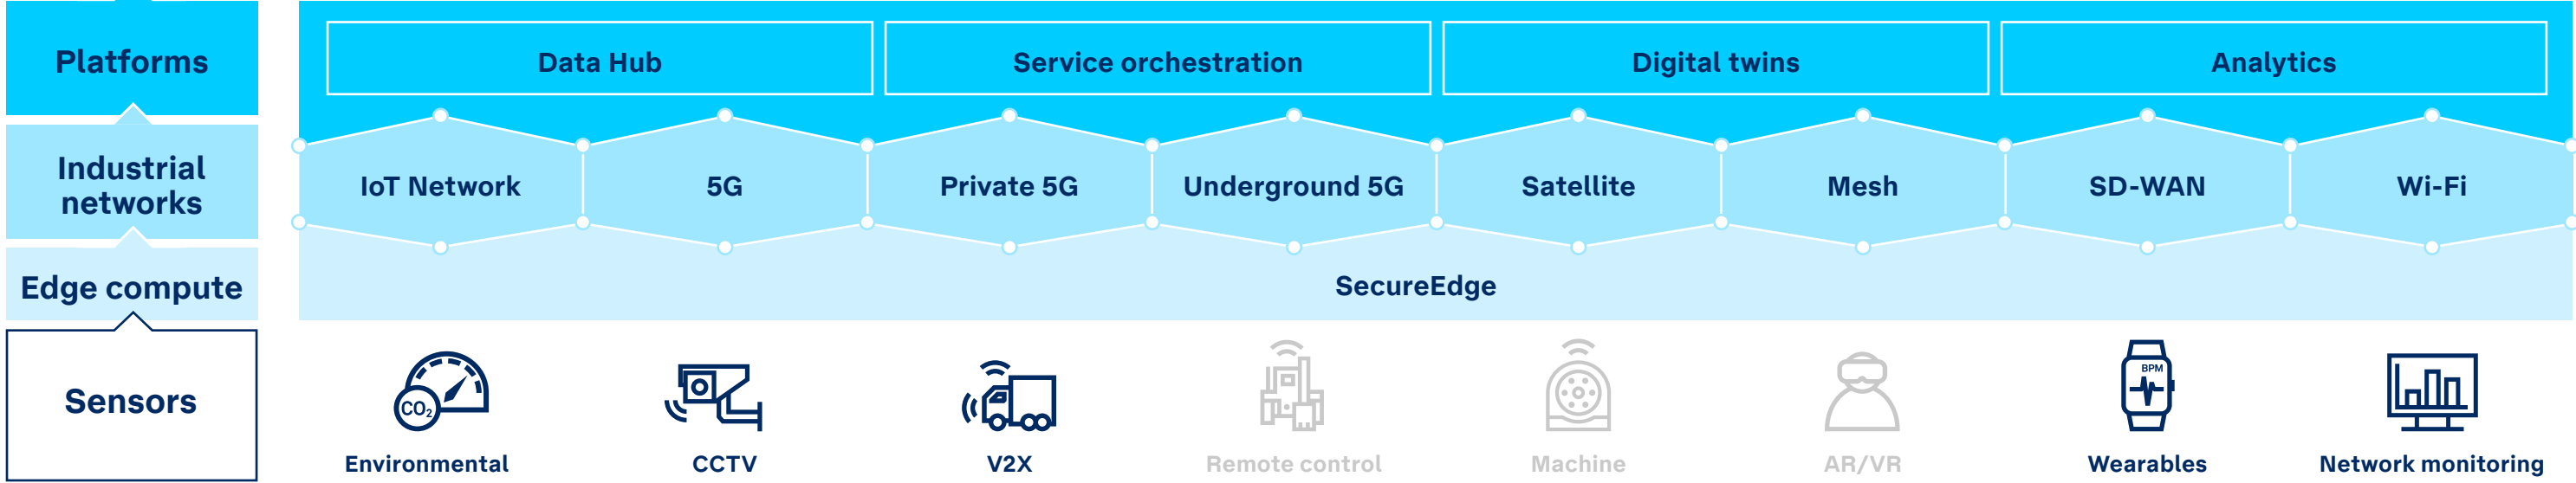 Platforms
Data Hub
Service orchestration
Digital twins
Analytics
Industrial
networks
IoT Network
5G
Private 5G
Underground 5G
Satellite
Mesh
SD-WAN
Wi-Fi
Edge compute
SecureEdge
Sensors
CO₂
BPM
Environmental
CCTV
V2X
Remote control
Machine
AR/VR
Wearables
Network monitoring